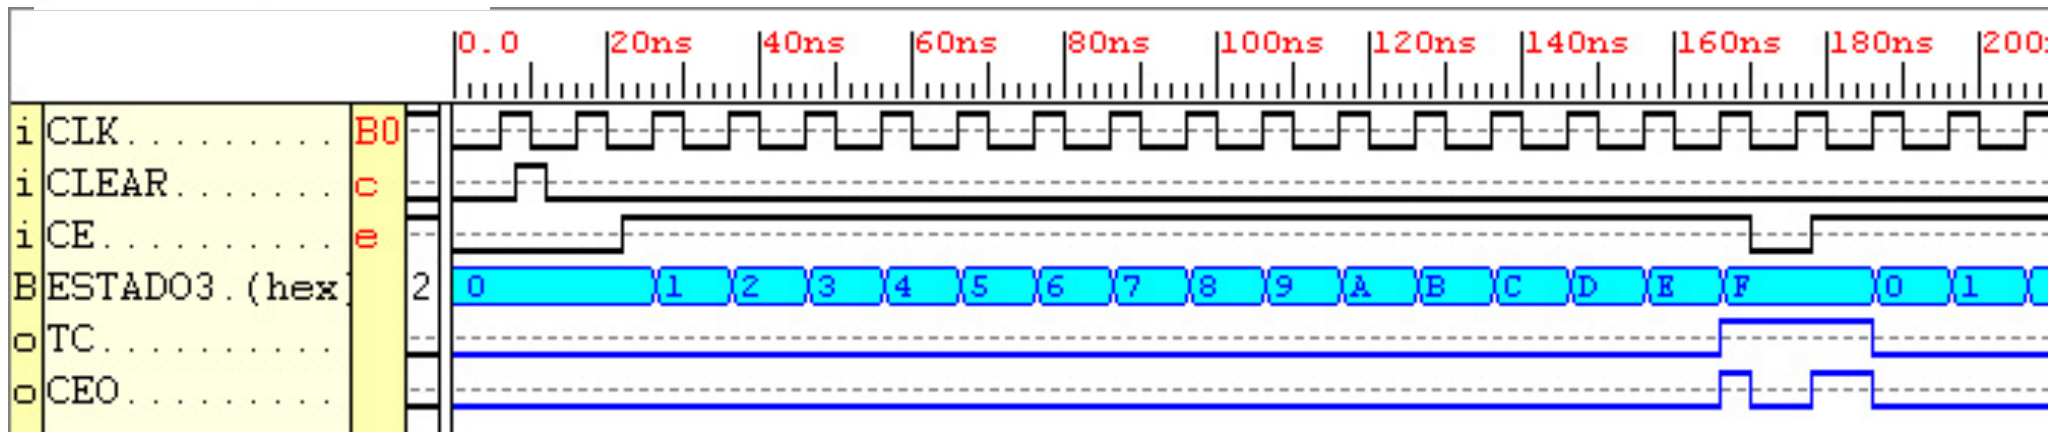 0.0 20ns 40ns 60ns 80ns 100ns 120ns 140ns 160ns 180ns 200
i CLK.......... B0
i CLEAR....... c
i CE.......... e
B ESTADO3.(hex) 2 0 1 2 3 4 5 6 7 8 9 A B C D E F 0 1
o TC..........
o CEO.........